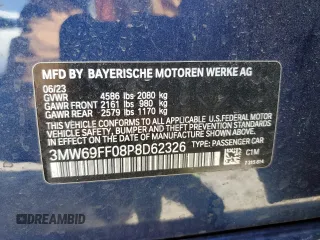 MFD BY BAYERISCHE MOTOREN WERKE AG
06/23
GVWR 4586 lbs 2080 kg
GAWR FRONT 2161 lbs 980 kg
GAWR REAR 2579 lbs 1170 kg
THIS VEHICLE CONFORMS TO ALL APPLICABLE U.S. FEDERAL MOTOR VEHICLE SAFETY, BUMPER, AND THEFT PREVENTION STANDARDS IN EFFECT ON THE DATE OF MANUFACTURE SHOWN ABOVE.
3MW69FF08P8D62326 TYPE: PASSENGER CAR
C1M
AUTOBIDMASTER